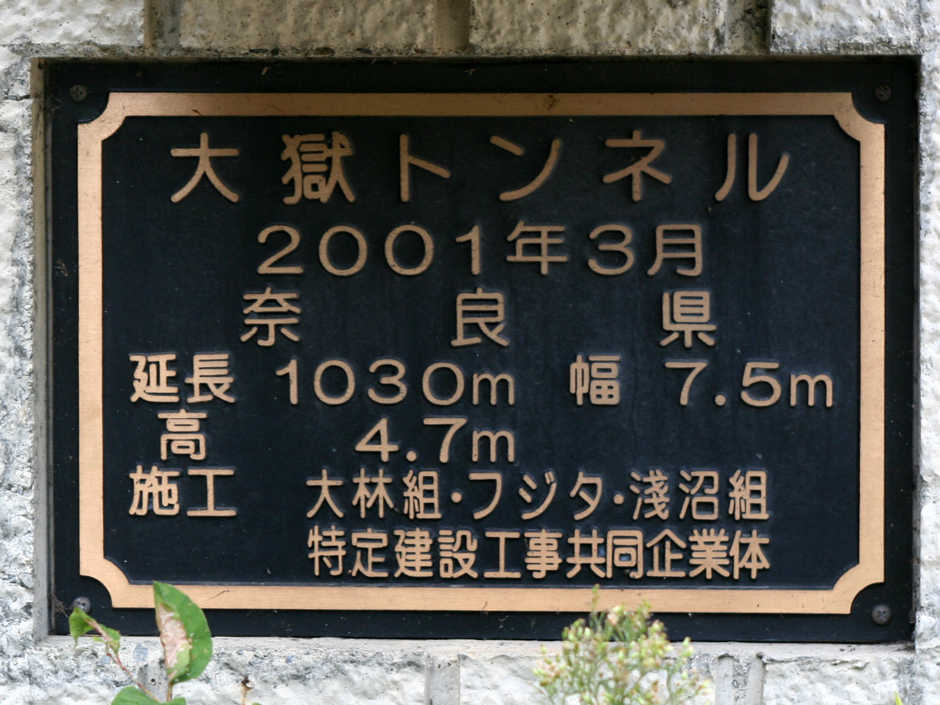 大獄トンネル
2001年3月
奈良県
延長 1030m 幅 7.5m
高 4.7m
施工 大林組・フジタ・淺沼組
特定建設工事共同企業体